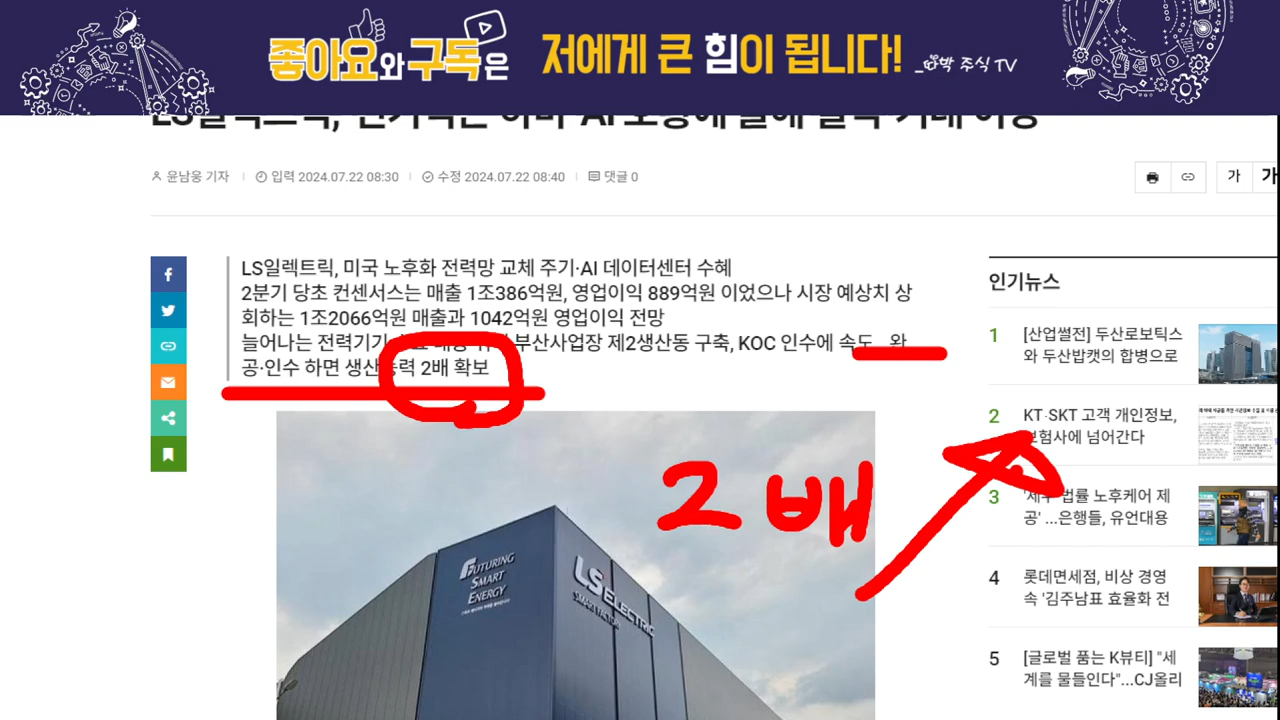 좋아요와 구독은 저에게 큰 힘이 됩니다!
박 주식 TV
윤남웅 기자
입력 2024.07.22 08:30
수정 2024.07.22 08:40
댓글 0
가
가
LS일렉트릭, 미국 노후화 전력망 교체 주기·AI 데이터센터 수혜
2분기 당초 컨센서스는 매출 1조386억원, 영업이익 889억원 이었으나 시장 예상치 상
회하는 1조2066억원 매출과 1042억원 영업이익 전망
늘어나는 전력기기 부산사업장 제2생산동 구축, KOC 인수에 속도 완
공·인수 하면 생산능력 2배 확보
2배
FUTURING
SMART
ENERGY
LS ELECTRIC
SMART FACTORY
인기뉴스
1 [산업썰전] 두산로보틱스
와 두산밥캣의 합병으로
2 KT·SKT 고객 개인정보,
보험사에 넘어간다
3 법률 노후케어 제
공' ...은행들, 유언대용
4 롯데면세점, 비상 경영
속 '김주남표 효율화 전
5 [글로벌 품는 K뷰티] "세
계를 물들인다"...CJ올리